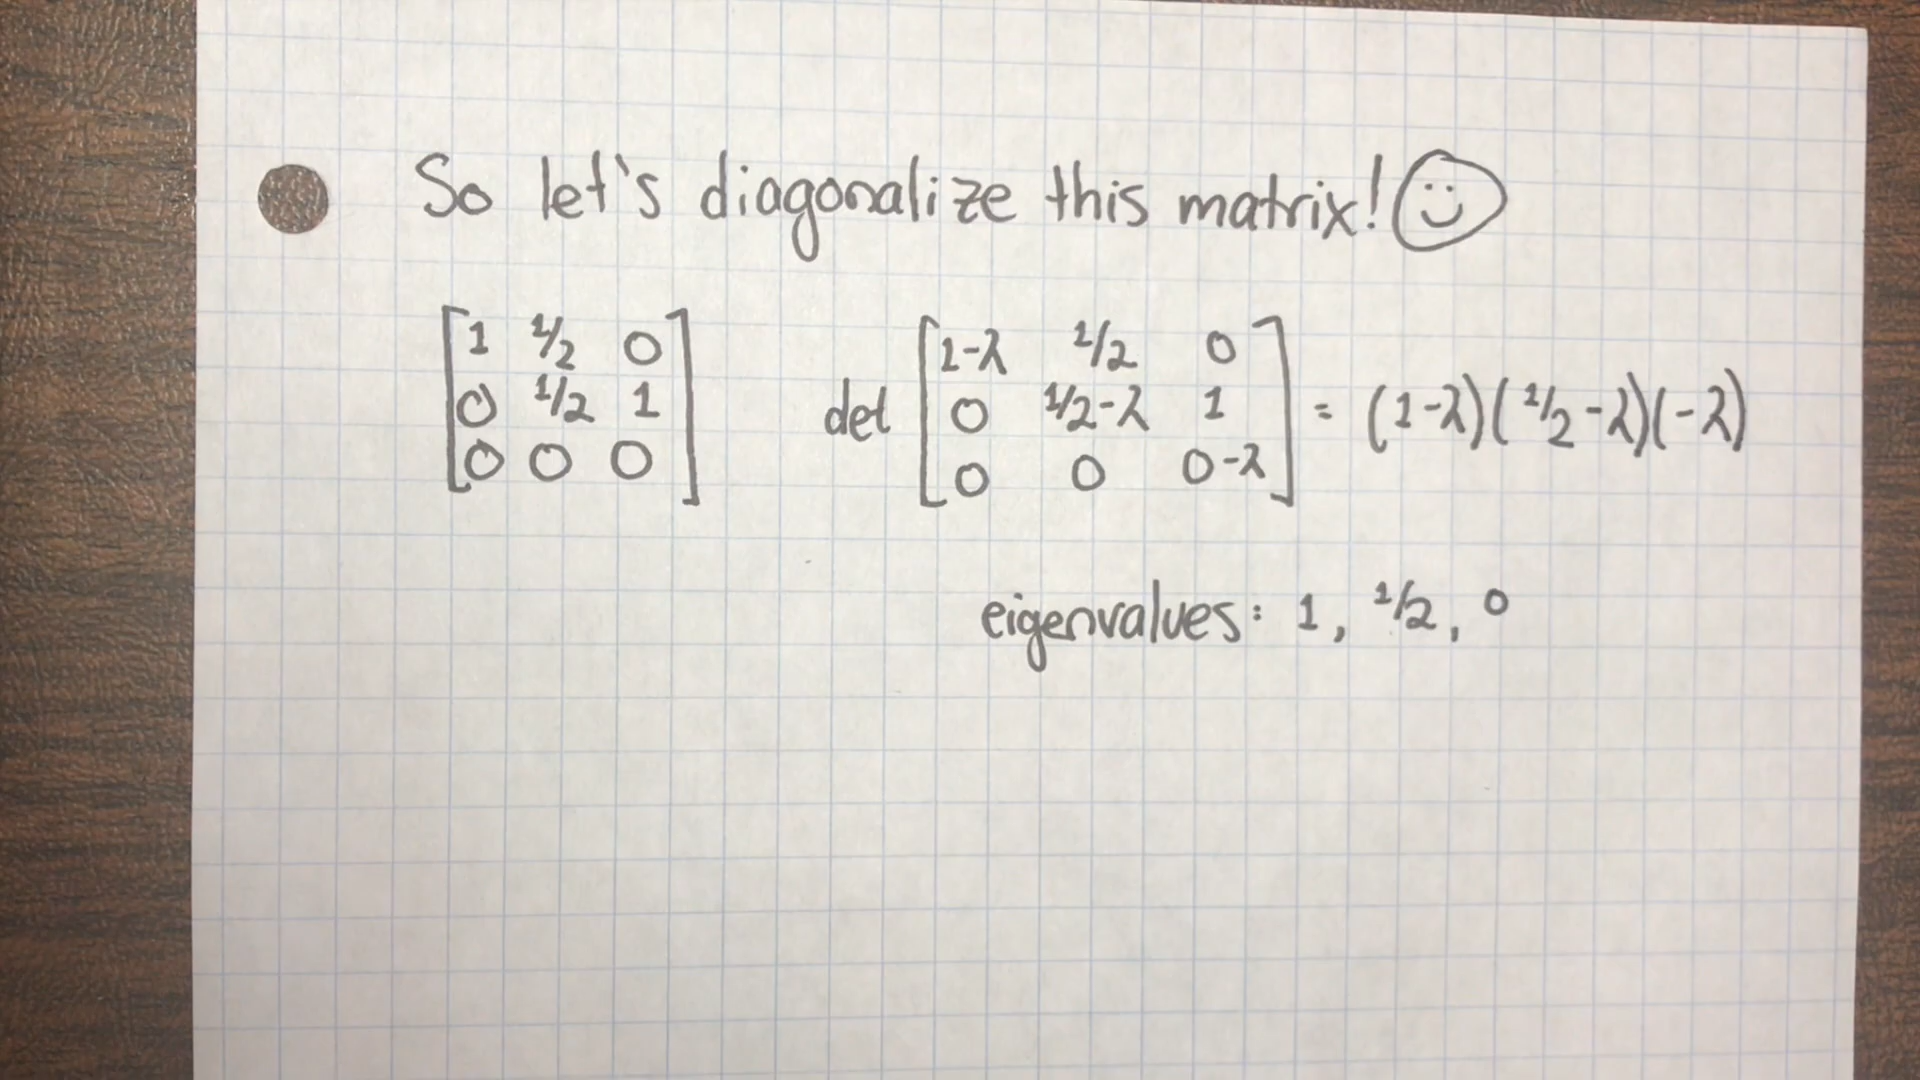 So let's diagonalize this matrix!
1 1/2 0
0 1/2 1
0 0 0
det
1-λ 1/2 0
0 1/2-λ 1
0 0 0-λ
= (1-λ)(1/2-λ)(-λ)
eigenvalues: 1, 1/2, 0